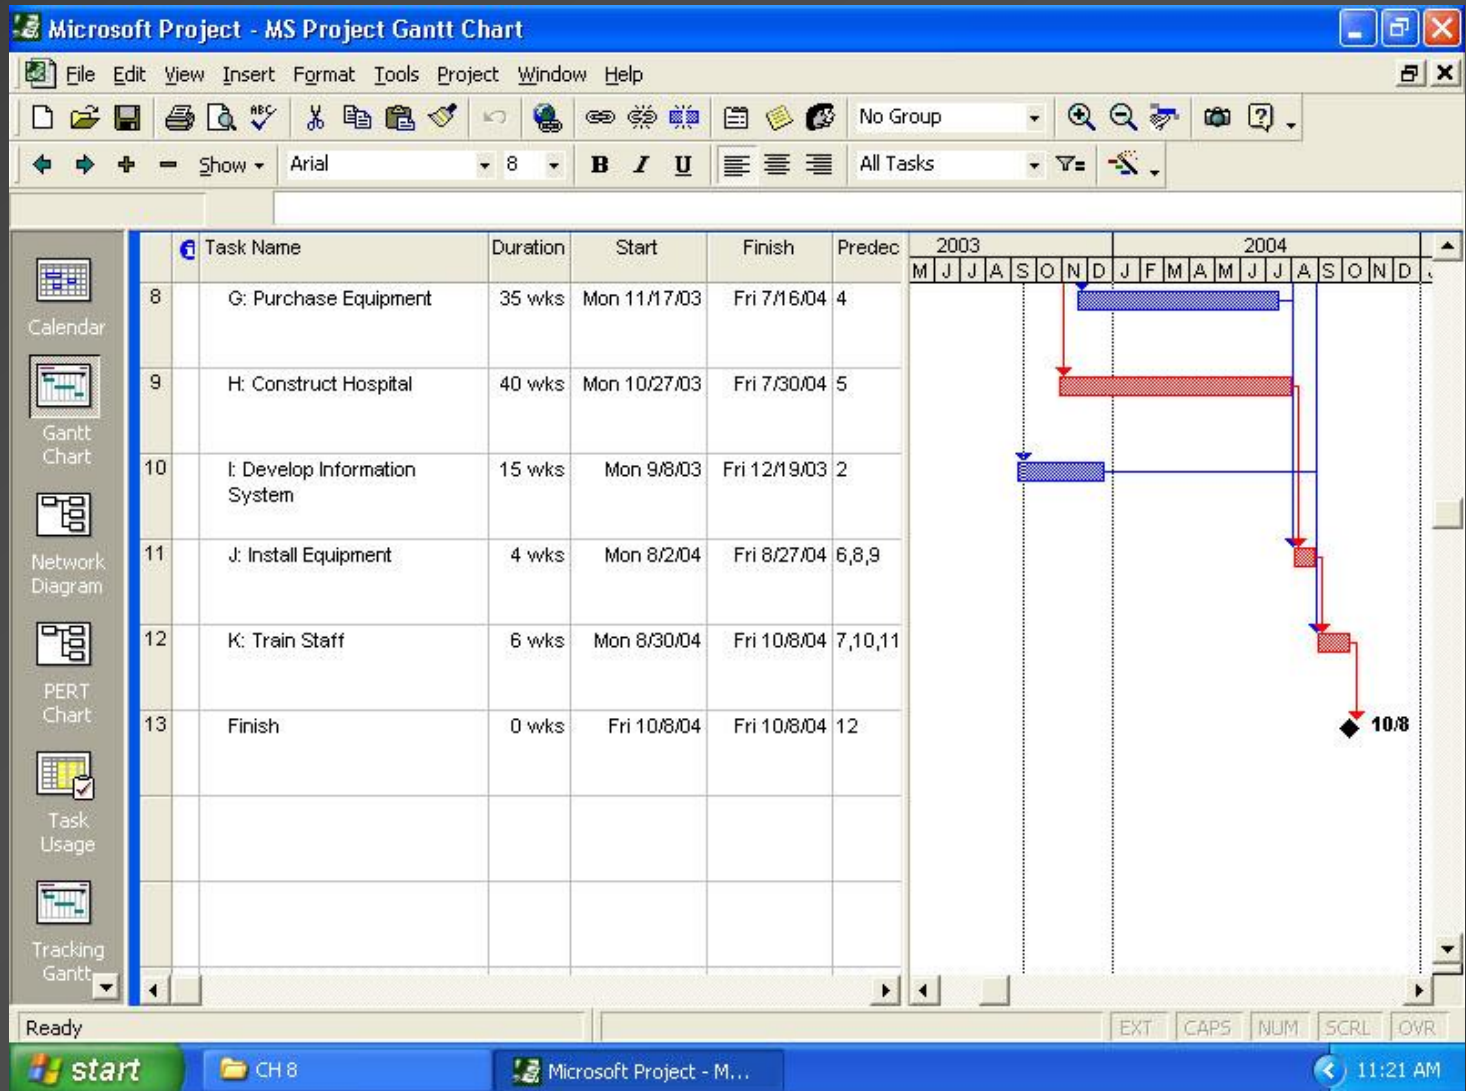 Microsoft Project - MS Project Gantt Chart
File Edit View Insert Format Tools Project Window Help
ABC No Group
Show Arial 8 B I U All Tasks
Task Name Duration Start Finish Predec 2003 2004
M J J A S O N D J F M A M J J A S O N D J
8 G: Purchase Equipment 35 wks Mon 11/17/03 Fri 7/16/04 4
Calendar
9 H: Construct Hospital 40 wks Mon 10/27/03 Fri 7/30/04 5
Gantt
Chart
10 I: Develop Information 15 wks Mon 9/8/03 Fri 12/19/03 2
System
Network
Diagram
11 J: Install Equipment 4 wks Mon 8/2/04 Fri 8/27/04 6,8,9
12 K: Train Staff 6 wks Mon 8/30/04 Fri 10/8/04 7,10,11
PERT
Chart
13 Finish 0 wks Fri 10/8/04 Fri 10/8/04 12 10/8
Task
Usage
Tracking
Gantt
Ready EXT CAPS NUM SCRL OVR
start CH 8 Microsoft Project - M... 11:21 AM